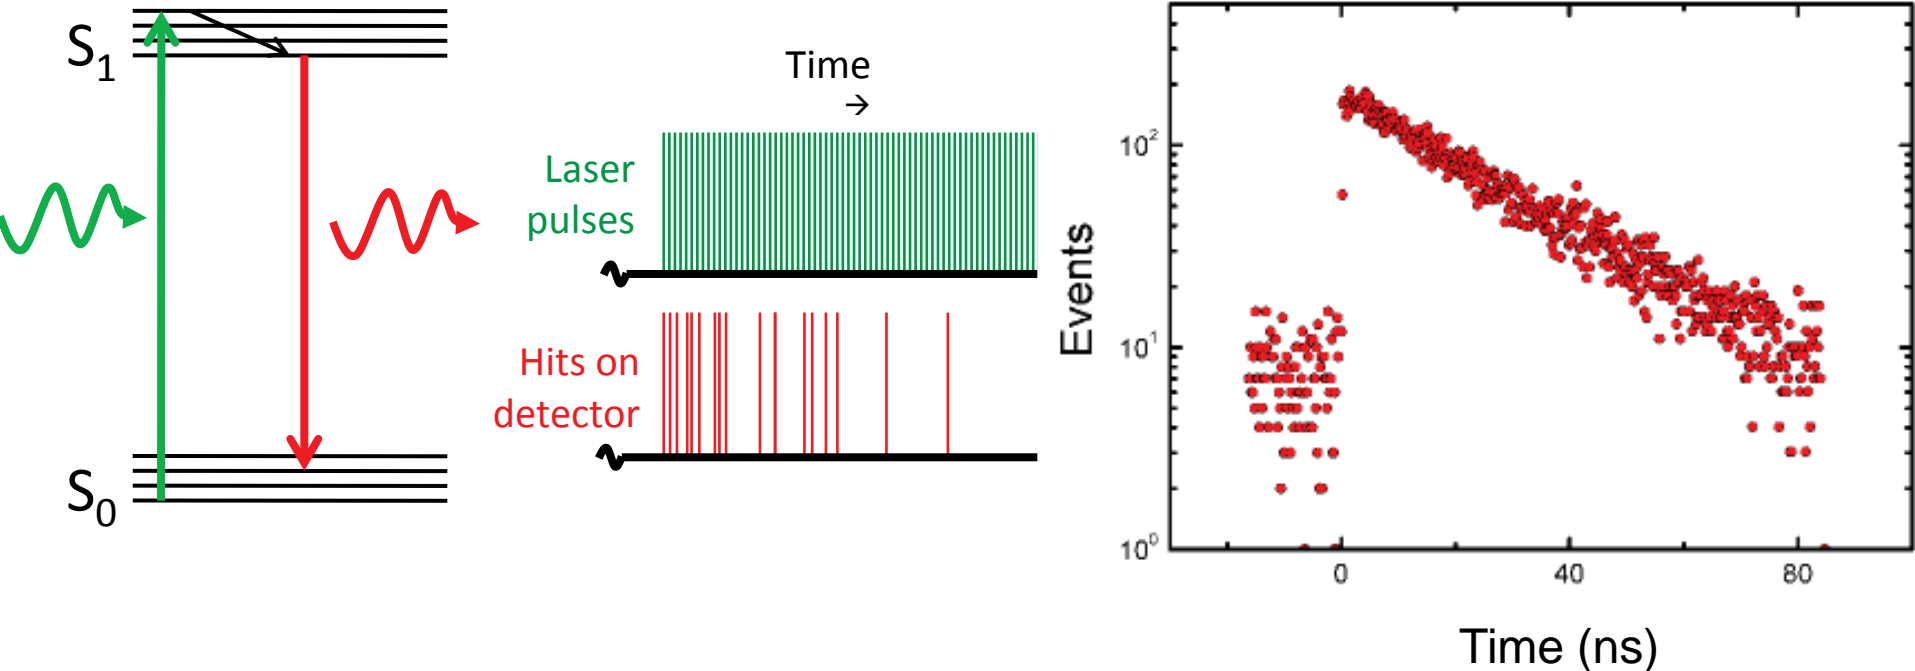 S₁
S₀
Time
→
Laser
pulses
Hits on
detector
Events
10²
10¹
10⁰
0
40
80
Time (ns)